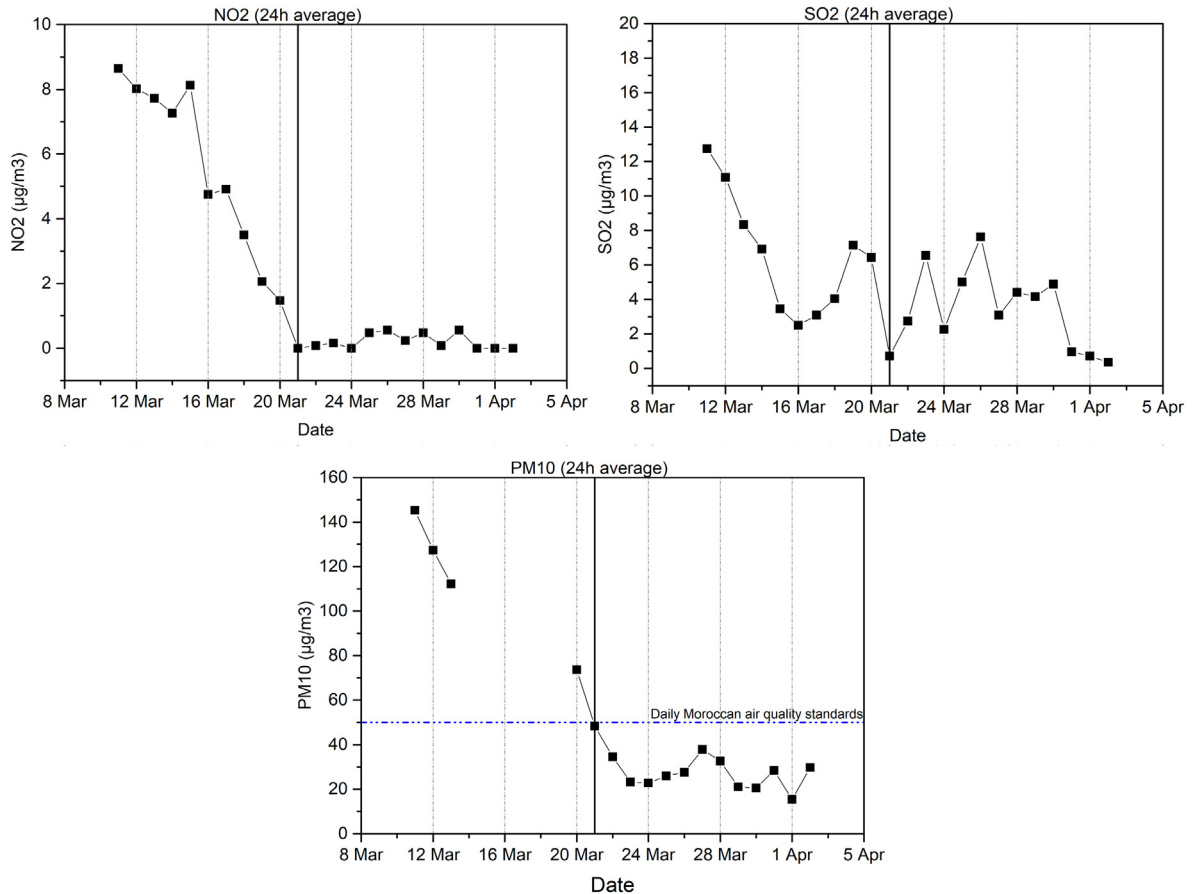 NO2 (24h average)
10
8
6
4
2
0
NO2 (µg/m3)
8 Mar 12 Mar 16 Mar 20 Mar 24 Mar 28 Mar 1 Apr 5 Apr
Date
SO2 (24h average)
20
18
16
14
12
10
8
6
4
2
0
SO2 (µg/m3)
8 Mar 12 Mar 16 Mar 20 Mar 24 Mar 28 Mar 1 Apr 5 Apr
Date
PM10 (24h average)
160
140
120
100
80
60
40
20
0
PM10 (µg/m3)
Daily Moroccan air quality standards
8 Mar 12 Mar 16 Mar 20 Mar 24 Mar 28 Mar 1 Apr 5 Apr
Date